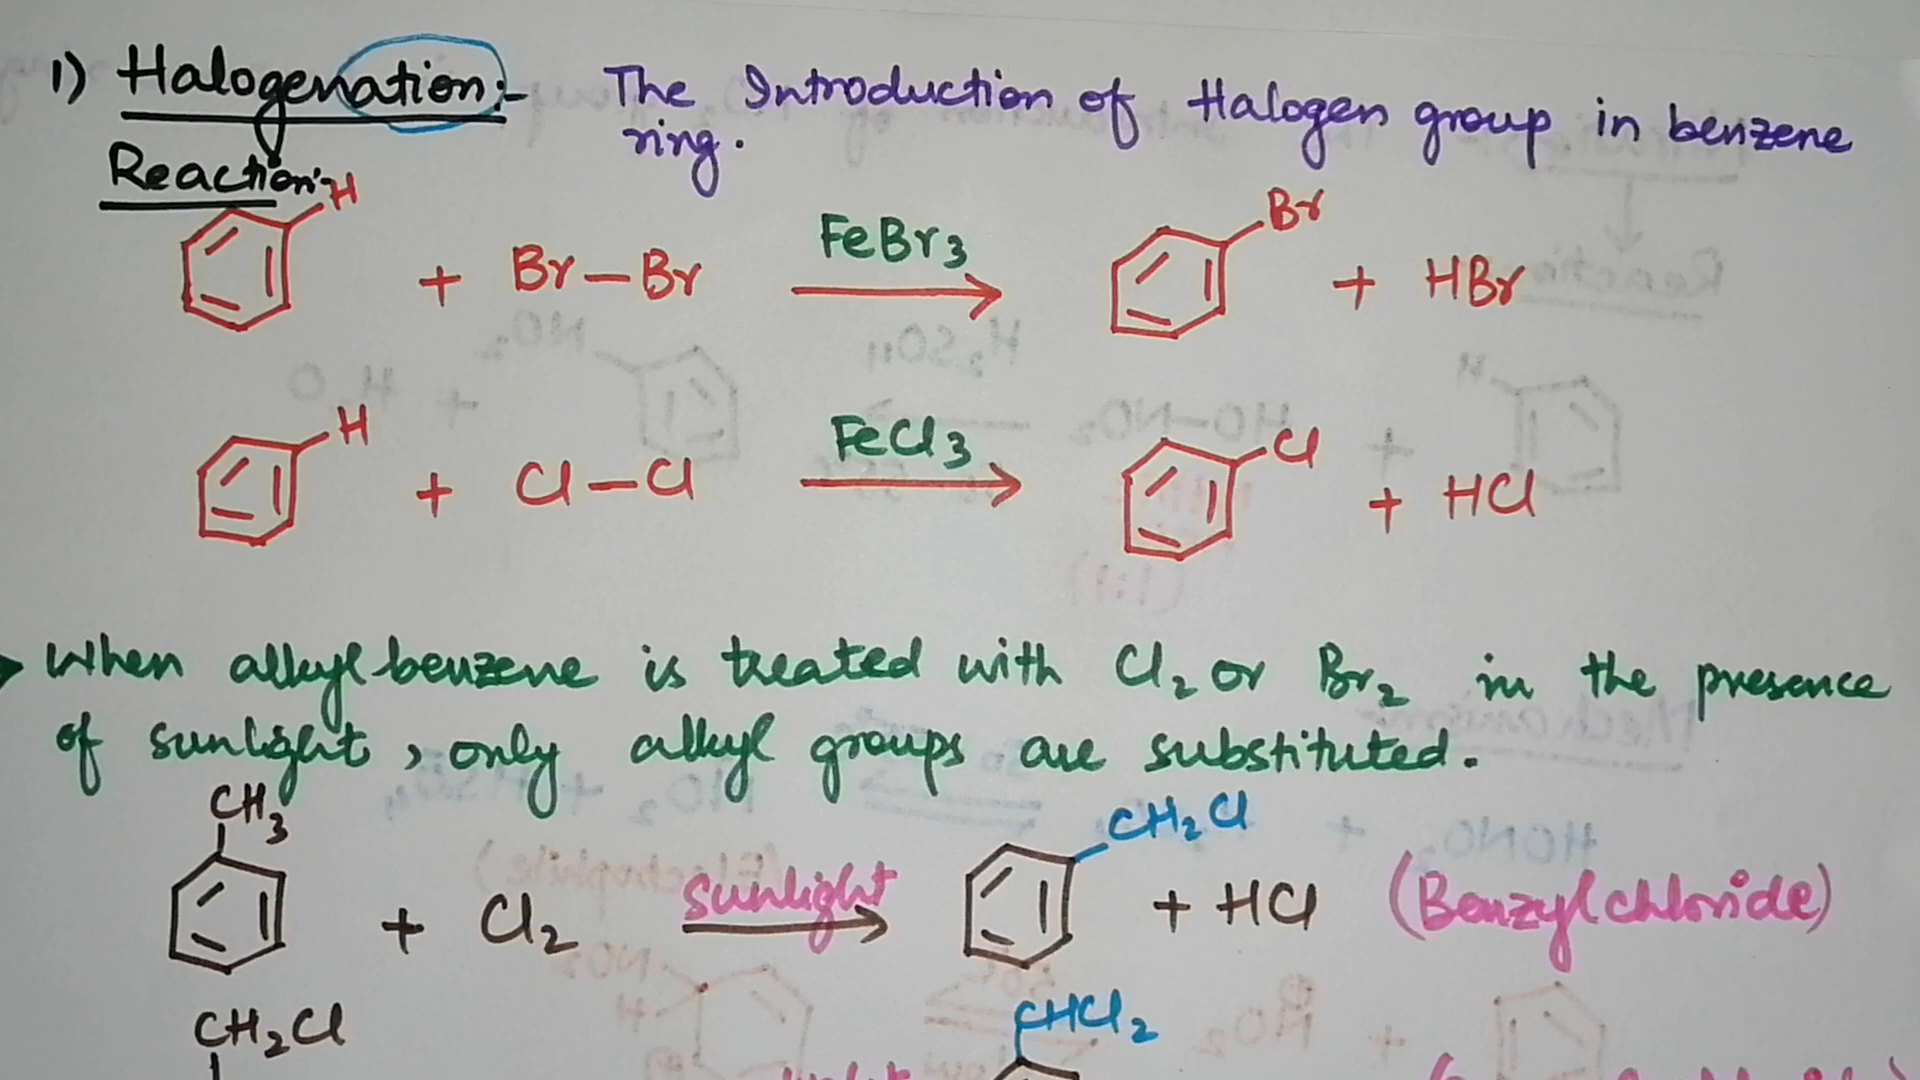 1) Halogenation:- The Introduction of Halogen group in benzene
ring.
Reaction:-
H + Br-Br FeBr3 → Br + HBr
H + Cl-Cl FeCl3 → Cl + HCl
When alkyl benzene is treated with Cl2 or Br2 in the presence
of sunlight, only alkyl groups are substituted.
CH3 + Cl2 Sunlight → CH2Cl + HCl (Benzyl chloride)
CH2Cl CHCl2